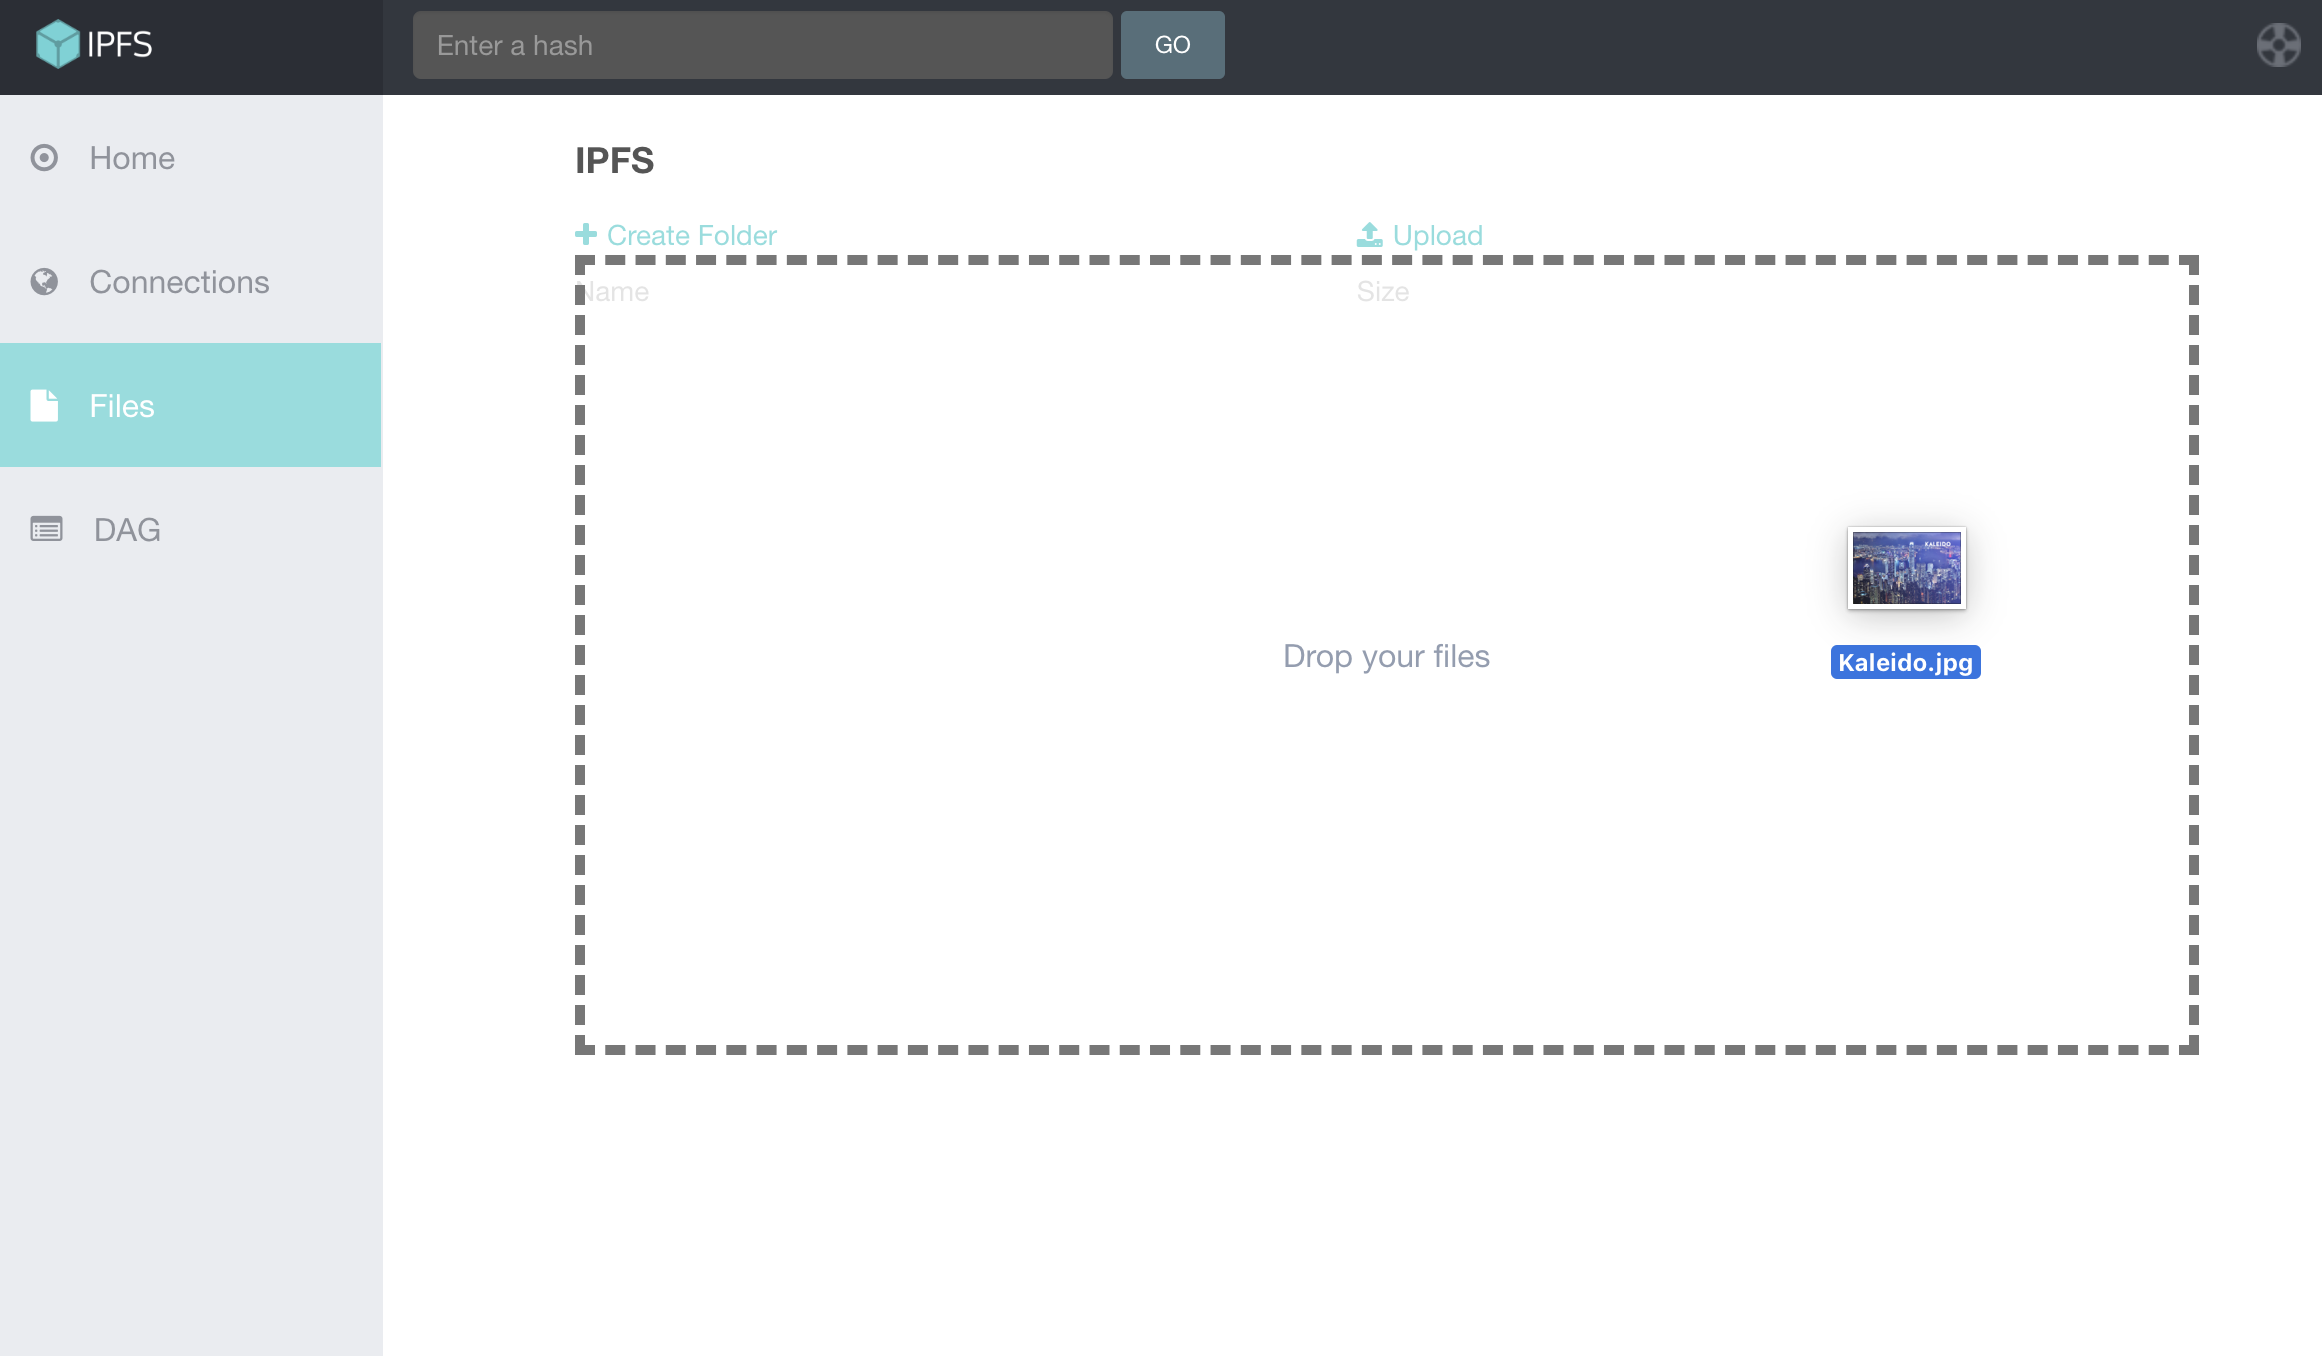 IPFS
Enter a hash
GO
Home
Connections
Files
DAG
IPFS
Create Folder
Upload
Name
Size
KALEIDO
Drop your files
Kaleido.jpg